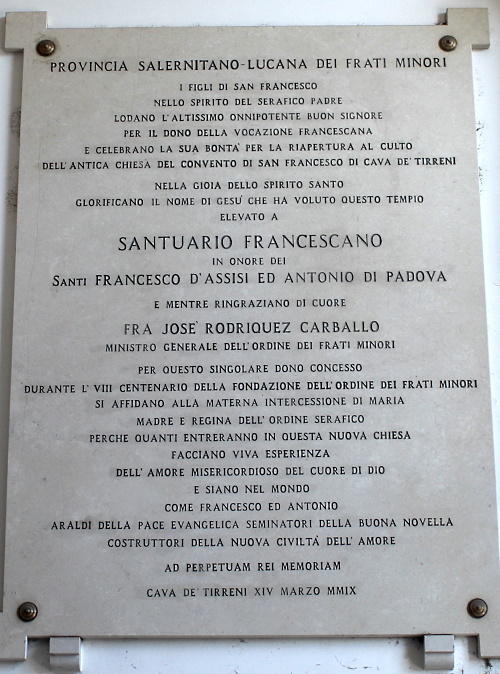 PROVINCIA SALERNITANO-LUCANA DEI FRATI MINORI
I FIGLI DI SAN FRANCESCO
NELLO SPIRITO DEL SERAFICO PADRE
LODANO L'ALTISSIMO ONNIPOTENTE BUON SIGNORE
PER IL DONO DELLA VOCAZIONE FRANCESCANA
E CELEBRANO LA SUA BONTA' PER LA RIAPERTURA AL CULTO
DELL'ANTICA CHIESA DEL CONVENTO DI SAN FRANCESCO DI CAVA DE' TIRRENI
NELLA GIOIA DELLO SPIRITO SANTO
GLORIFICANO IL NOME DI GESU' CHE HA VOLUTO QUESTO TEMPIO
ELEVATO A
SANTUARIO FRANCESCANO
IN ONORE DEI
SANTI FRANCESCO D'ASSISI ED ANTONIO DI PADOVA
E MENTRE RINGRAZIANO DI CUORE
FRA JOSE' RODRIQUEZ CARBALLO
MINISTRO GENERALE DELL'ORDINE DEI FRATI MINORI
PER QUESTO SINGOLARE DONO CONCESSO
DURANTE L' VIII CENTENARIO DELLA FONDAZIONE DELL'ORDINE DEI FRATI MINORI
SI AFFIDANO ALLA MATERNA INTERCESSIONE DI MARIA
MADRE E REGINA DELL'ORDINE SERAFICO
PERCHE QUANTI ENTRERANNO IN QUESTA NUOVA CHIESA
FACCIANO VIVA ESPERIENZA
DELL' AMORE MISERICORDIOSO DEL CUORE DI DIO
E SIANO NEL MONDO
COME FRANCESCO ED ANTONIO
ARALDI DELLA PACE EVANGELICA SEMINATORI DELLA BUONA NOVELLA
COSTRUTTORI DELLA NUOVA CIVILTA' DELL' AMORE
AD PERPETUAM REI MEMORIAM
CAVA DE' TIRRENI XIV MARZO MMIX